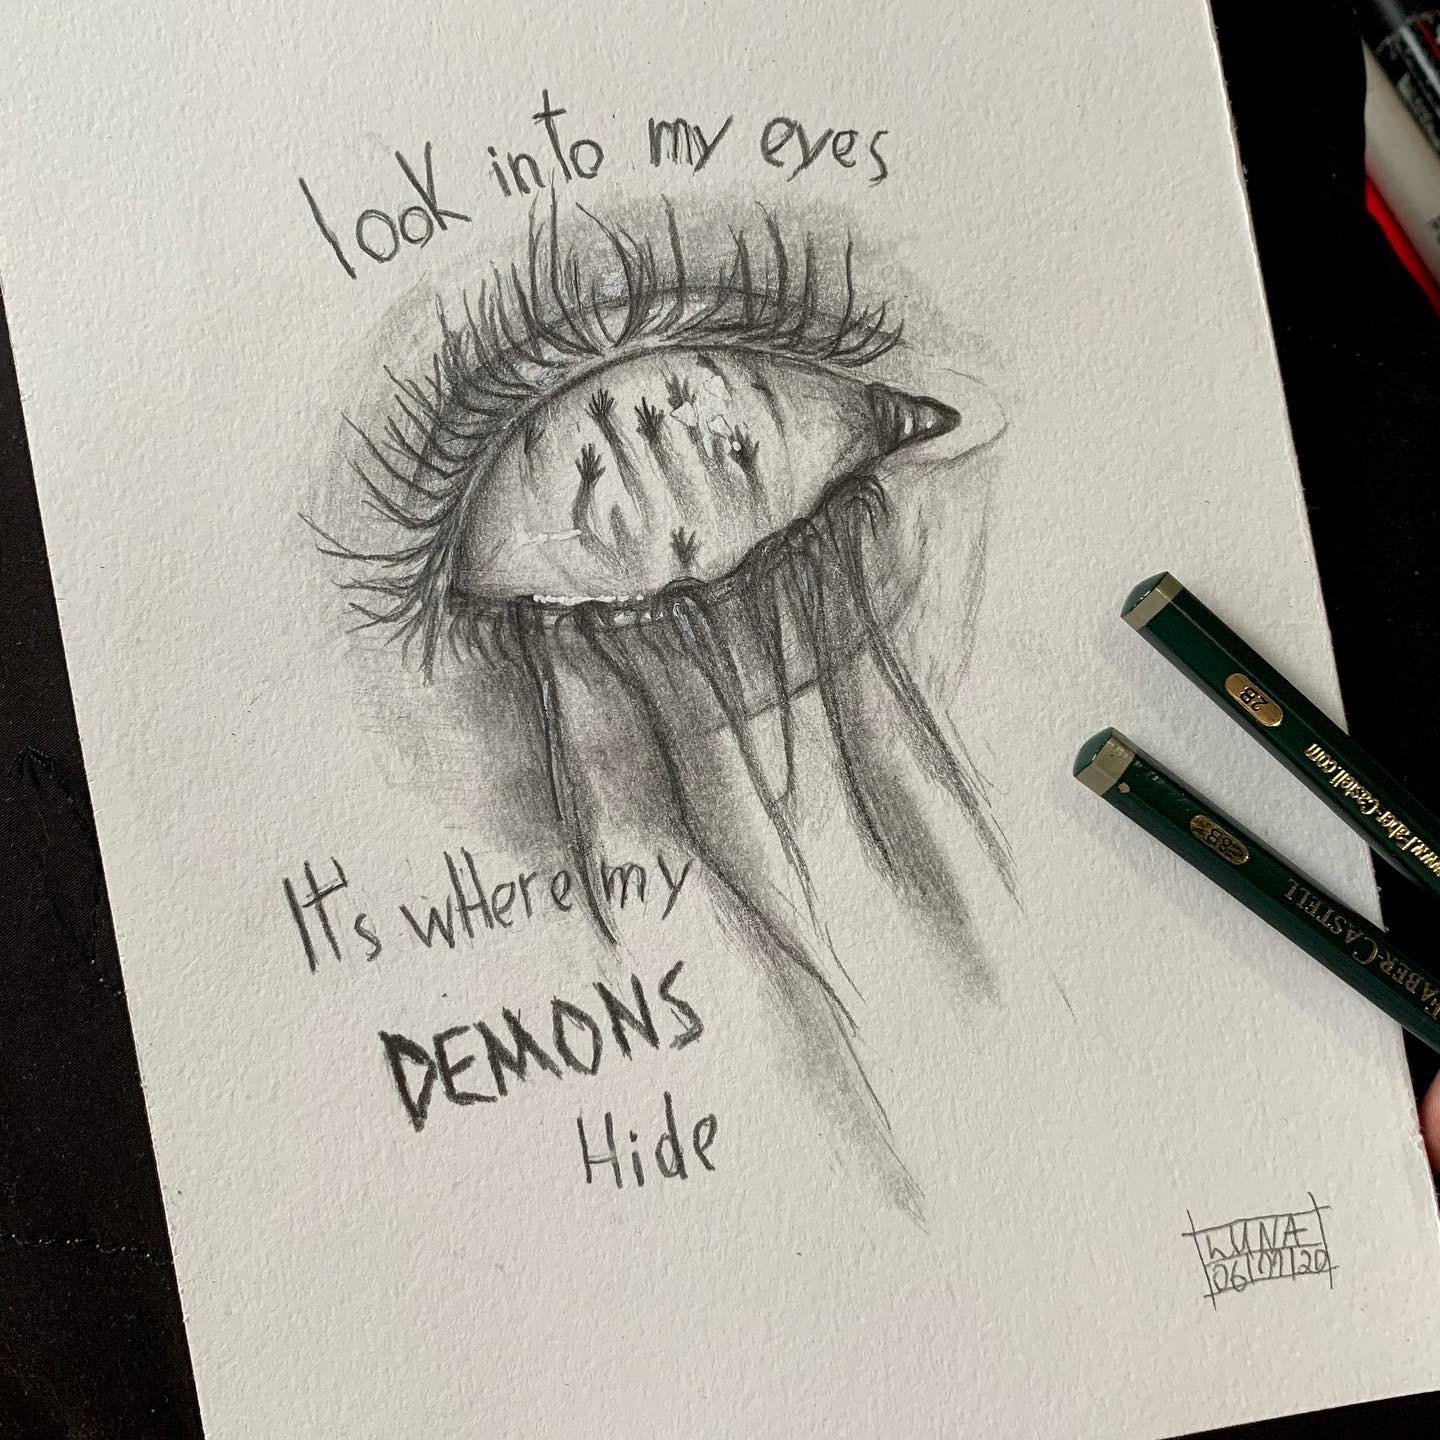 look into my eyes
It's wHere my
DEMONS
Hide
2B
www.Faber-Castell.com
8B
FABER-CASTELL
LUNA
06/M/20